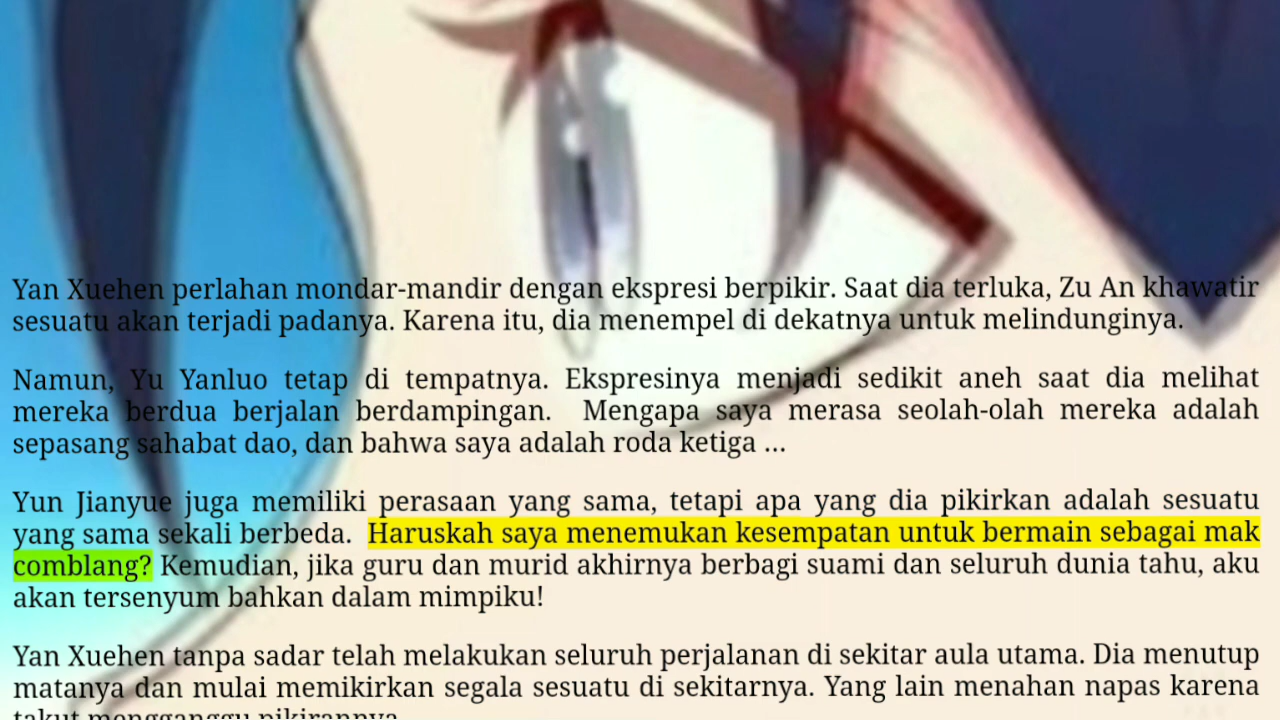 Yan Xuehen perlahan mondar-mandir dengan ekspresi berpikir. Saat dia terluka, Zu An khawatir
sesuatu akan terjadi padanya. Karena itu, dia menempel di dekatnya untuk melindunginya.
Namun, Yu Yanluo tetap di tempatnya. Ekspresinya menjadi sedikit aneh saat dia melihat
mereka berdua berjalan berdampingan. Mengapa saya merasa seolah-olah mereka adalah
sepasang sahabat dao, dan bahwa saya adalah roda ketiga ...
Yun Jianyue juga memiliki perasaan yang sama, tetapi apa yang dia pikirkan adalah sesuatu
yang sama sekali berbeda. Haruskah saya menemukan kesempatan untuk bermain sebagai mak
comblang? Kemudian, jika guru dan murid akhirnya berbagi suami dan seluruh dunia tahu, aku
akan tersenyum bahkan dalam mimpiku!
Yan Xuehen tanpa sadar telah melakukan seluruh perjalanan di sekitar aula utama. Dia menutup
matanya dan mulai memikirkan segala sesuatu di sekitarnya. Yang lain menahan napas karena
takut mengganggu pikirannya.